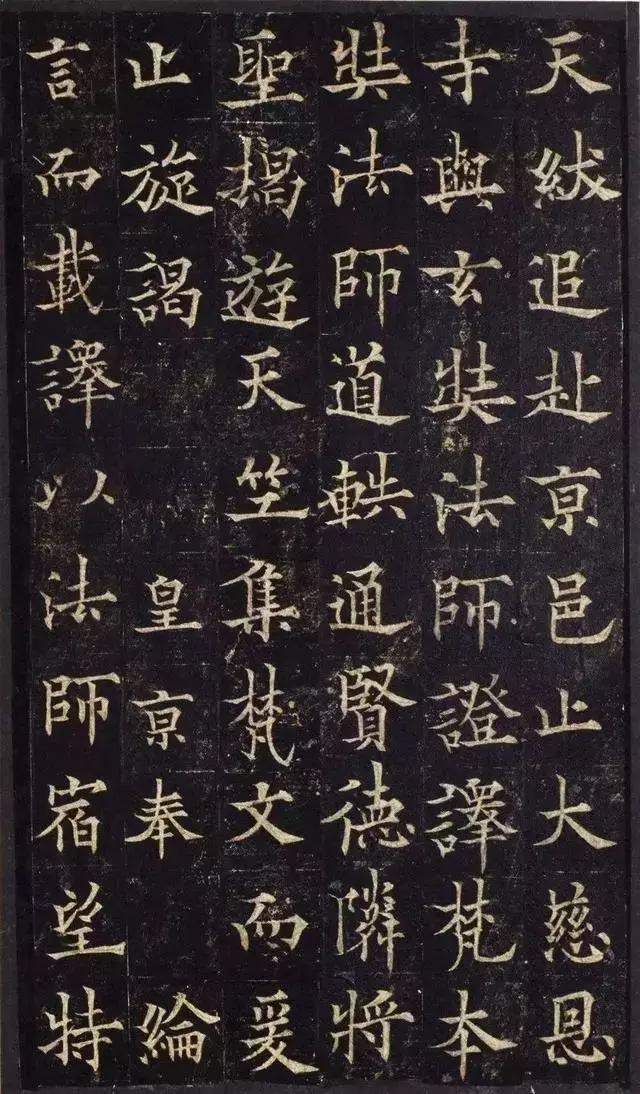 天紱追赴亰邑止大慈恩
寺與玄奘法師證譯梵本
奘法師道軼通賢德隣將
聖揭遊天竺集梵文而爰
止旋謁皇亰奉綸
言而載譯以法師宿望特